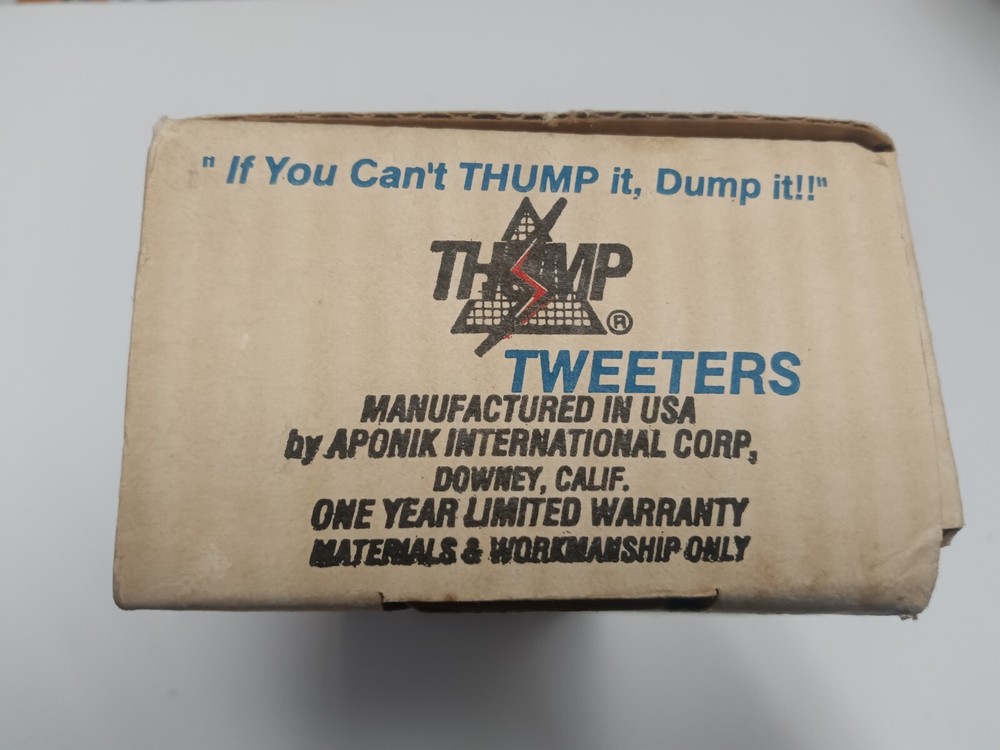 " If You Can't THUMP it, Dump it!!"
THUMP ®
TWEETERS
MANUFACTURED IN USA
by APONIK INTERNATIONAL CORP,
DOWNEY, CALIF.
ONE YEAR LIMITED WARRANTY
MATERIALS & WORKMANSHIP ONLY